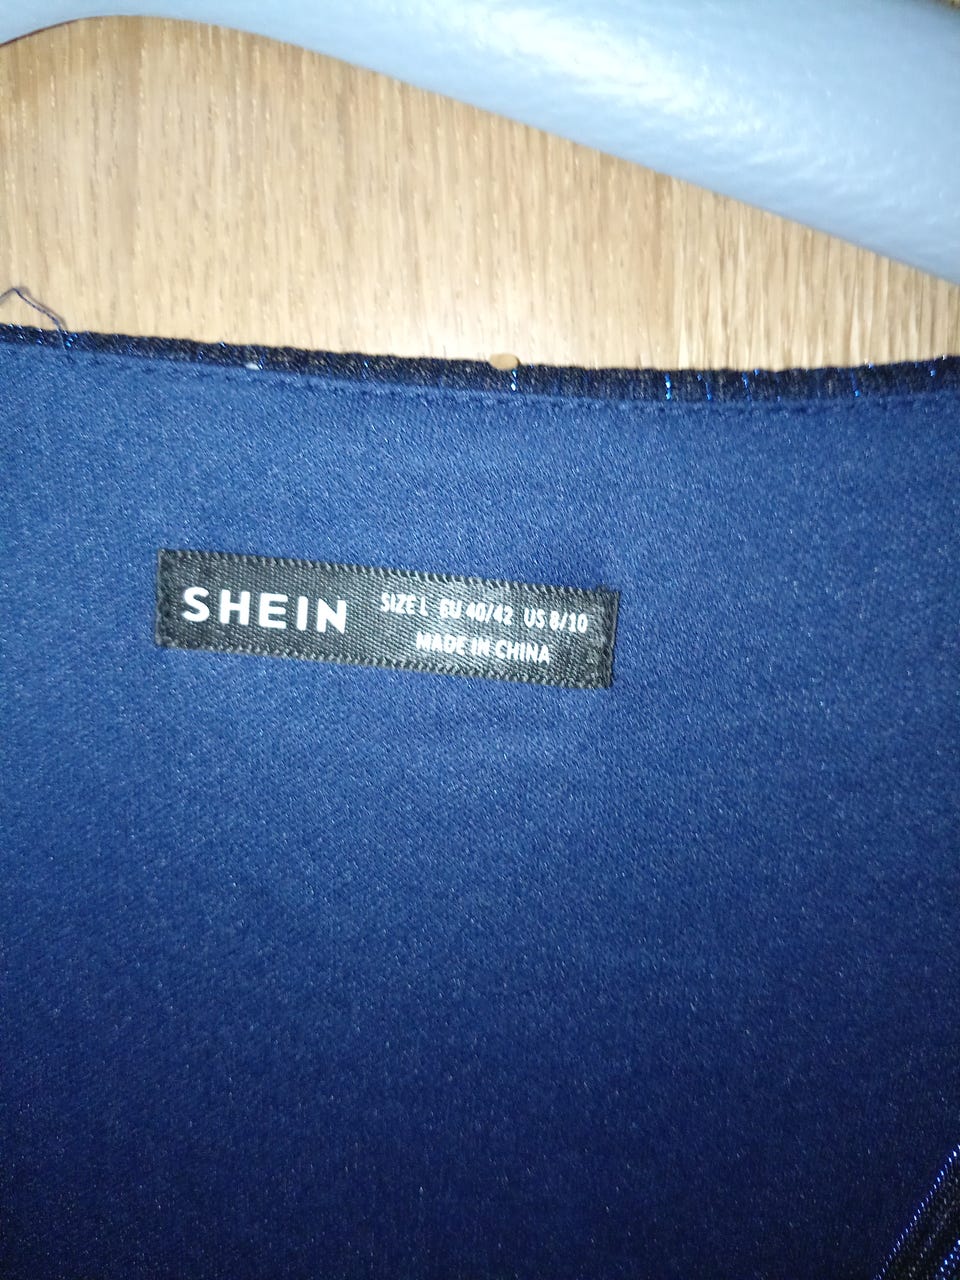 SHEIN
SIZE L EU 40/42 US 8/10
MADE IN CHINA